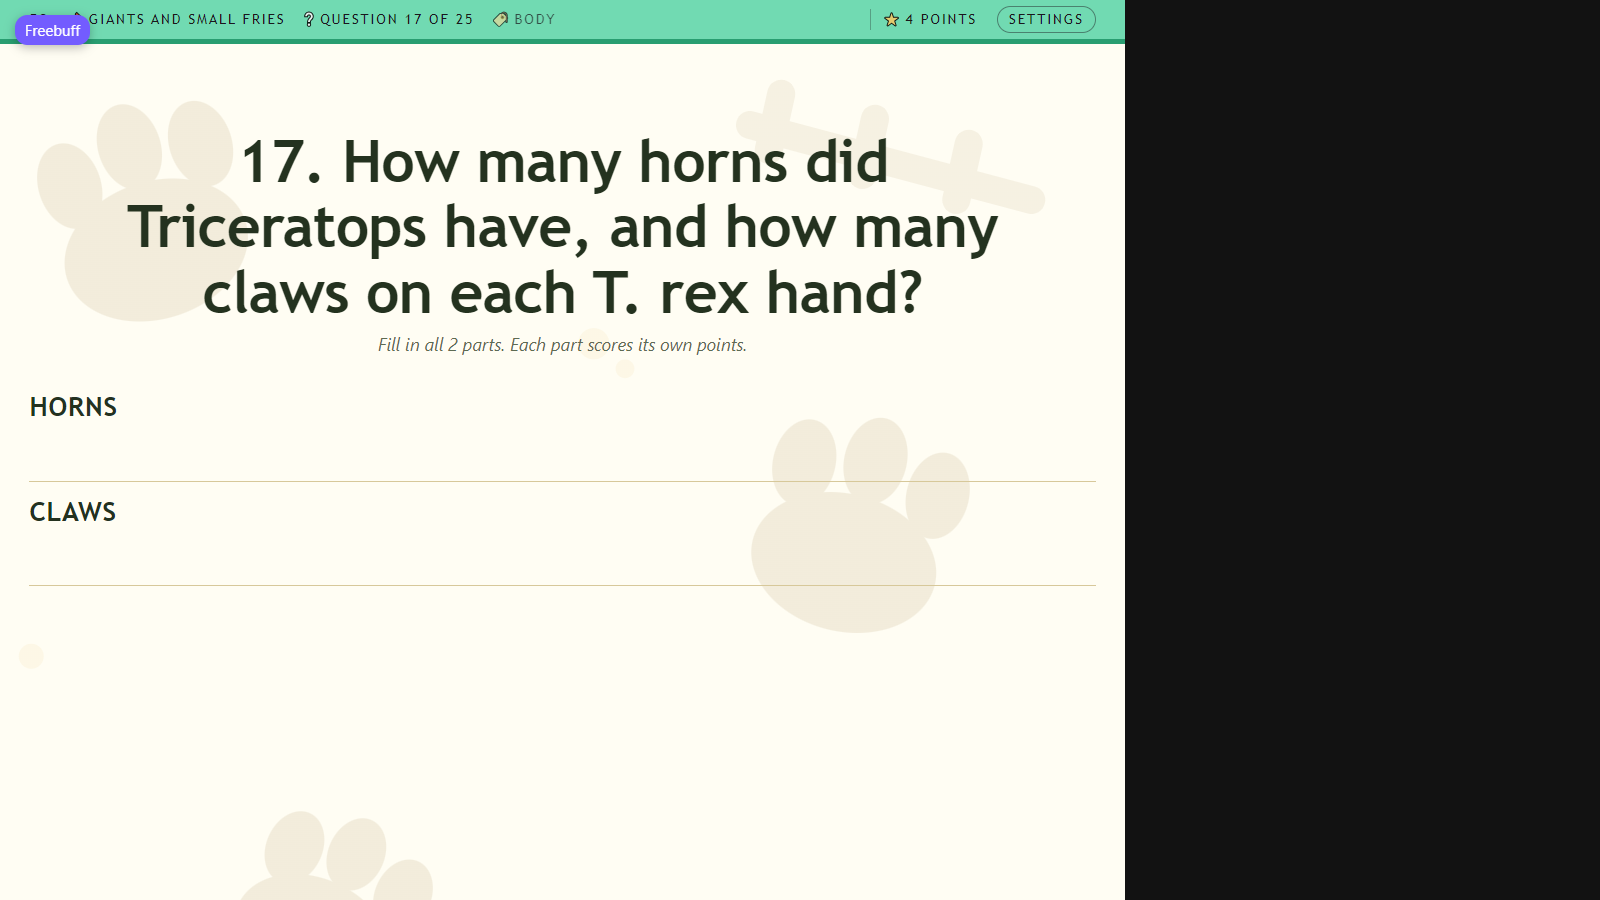 GIANTS AND SMALL FRIES QUESTION 17 OF 25 BODY 4 POINTS SETTINGS
Freebuff
17. How many horns did
Triceratops have, and how many
claws on each T. rex hand?
Fill in all 2 parts. Each part scores its own points.
HORNS
CLAWS